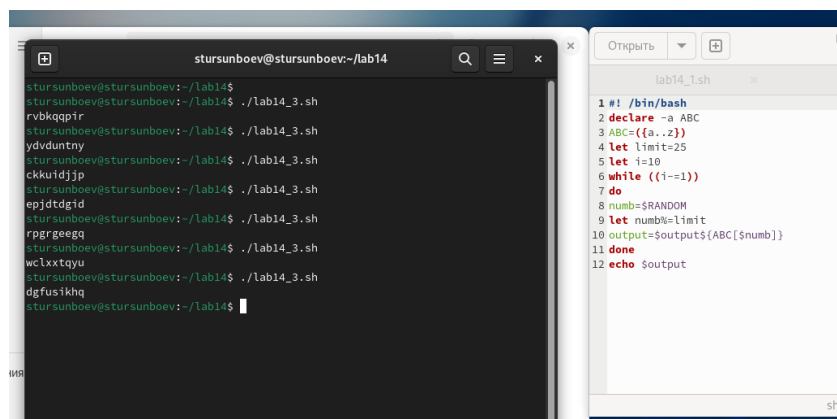 stursunboev@stursunboev:~/lab14
stursunboev@stursunboev:~/lab14$
stursunboev@stursunboev:~/lab14$ ./lab14_3.sh
rvbkqqpir
stursunboev@stursunboev:~/lab14$ ./lab14_3.sh
ydvduntny
stursunboev@stursunboev:~/lab14$ ./lab14_3.sh
ckkuidjjp
stursunboev@stursunboev:~/lab14$ ./lab14_3.sh
epjdtdgid
stursunboev@stursunboev:~/lab14$ ./lab14_3.sh
rpgrgeegq
stursunboev@stursunboev:~/lab14$ ./lab14_3.sh
wclxxtqyu
stursunboev@stursunboev:~/lab14$ ./lab14_3.sh
dgfusikhq
stursunboev@stursunboev:~/lab14$
Открыть
lab14_1.sh
1 #! /bin/bash
2 declare -a ABC
3 ABC=({a..z})
4 let limit=25
5 let i=10
6 while ((i-=1))
7 do
8 numb=$RANDOM
9 let numb%=limit
10 output=$output${ABC[$numb]}
11 done
12 echo $output